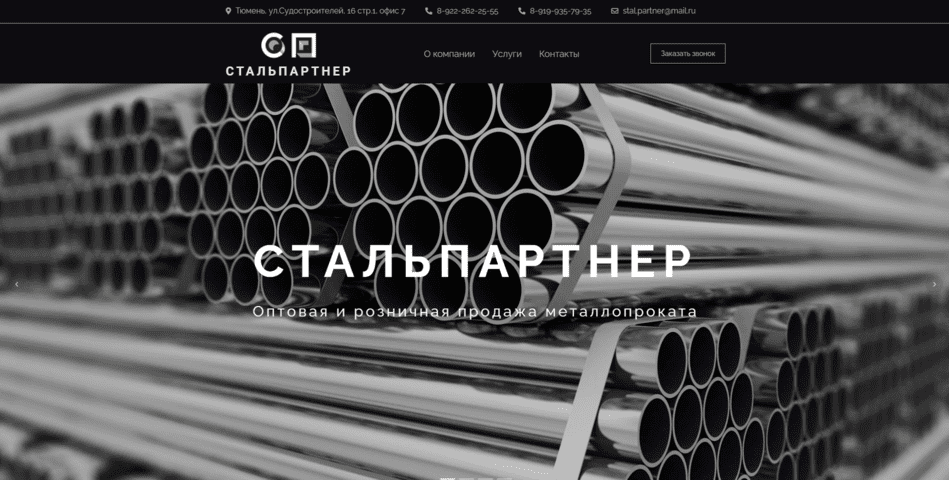 Тюмень, ул.Судостроителей, 16 стр.1, офис 7 8-922-262-25-55 8-919-935-79-35 stal.partner@mail.ru
СП
О компании Услуги Контакты Заказать звонок
СТАЛЬПАРТНЕР
СТАЛЬПАРТНЕР
Оптовая и розничная продажа металлопроката